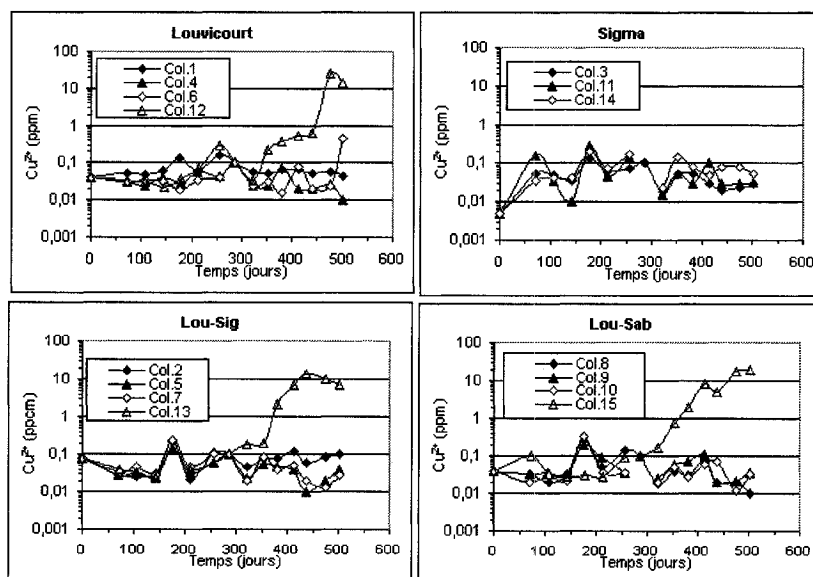 Louvicourt
Cu²⁺ (ppm)
100
10
1
0,1
0,01
0,001
Col.1
Col.4
Col.6
Col.12
0 100 200 300 400 500 600
Temps (jours)
Sigma
Cu²⁺ (ppm)
100
10
1
0,1
0,01
0,001
Col.3
Col.11
Col.14
0 100 200 300 400 500 600
Temps (jours)
Lou-Sig
Cu²⁺ (ppcm)
100
10
1
0,1
0,01
0,001
Col.2
Col.5
Col.7
Col.13
0 100 200 300 400 500 600
Temps (jours)
Lou-Sab
Cu²⁺ (ppm)
100
10
1
0,1
0,01
0,001
Col.8
Col.9
Col.10
Col.15
0 100 200 300 400 500 600
Temps (jours)